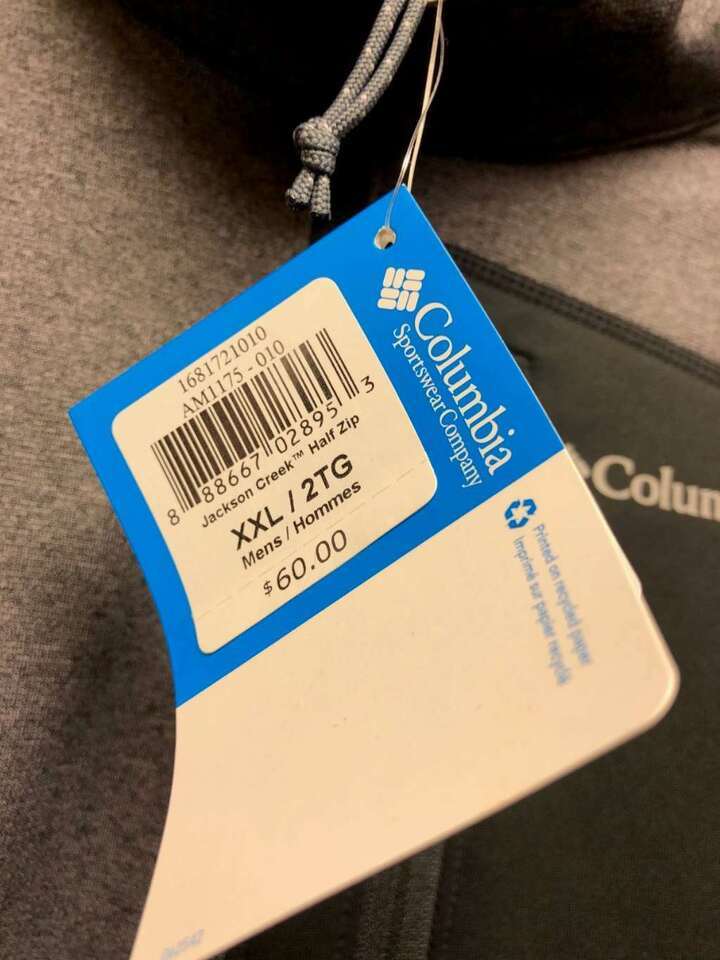 1681721010
AM1175 - 010
8 88667 02895 3
Jackson Creek™ Half Zip
XXL / 2TG
Mens / Hommes
$60.00
Columbia
Sportswear Company
Printed on recycled paper
Imprimé sur papier recyclé
Colum